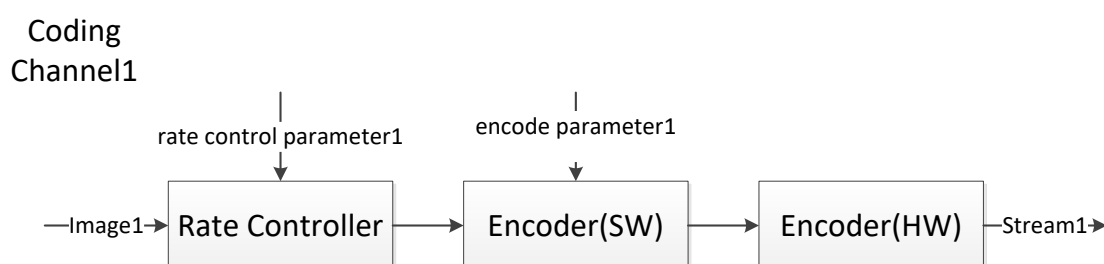 Coding
Channel1
rate control parameter1
encode parameter1
Image1
Rate Controller
Encoder(SW)
Encoder(HW)
Stream1